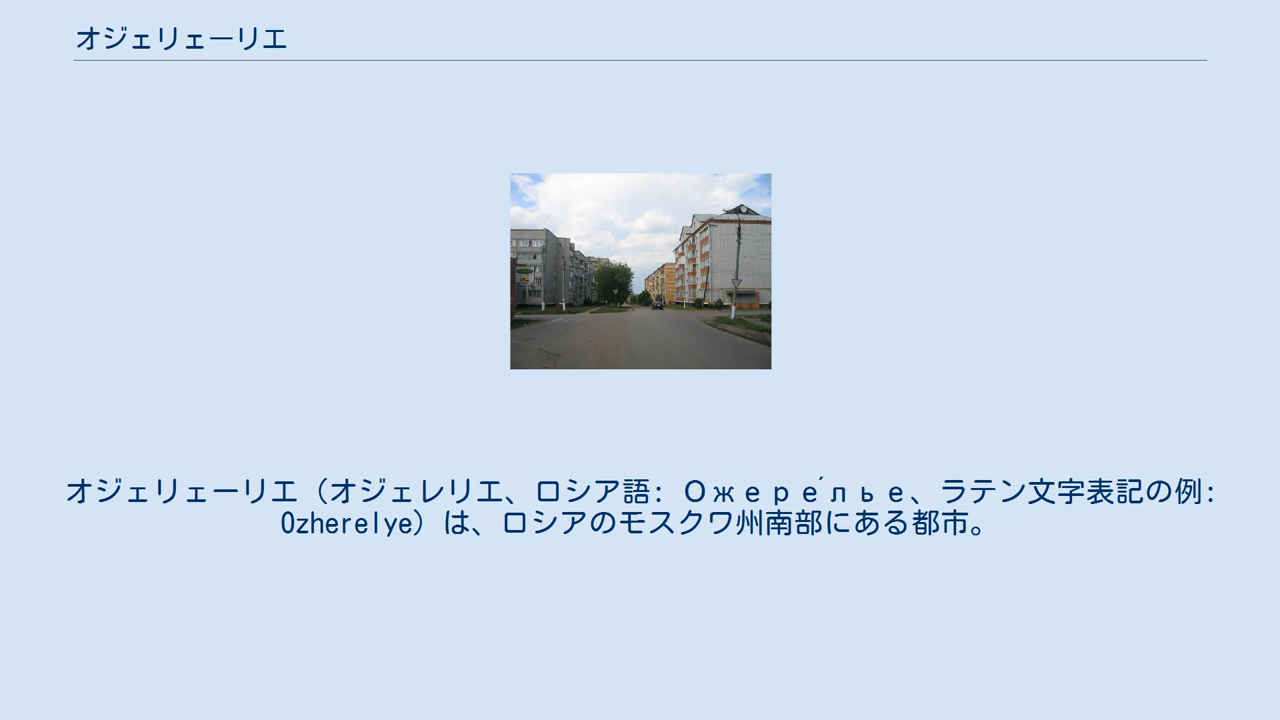 オジェリェーリエ
オジェリェーリエ（オジェレリエ、ロシア語: Ожере́лье、ラテン文字表記の例:
Ozherelye）は、ロシアのモスクワ州南部にある都市。